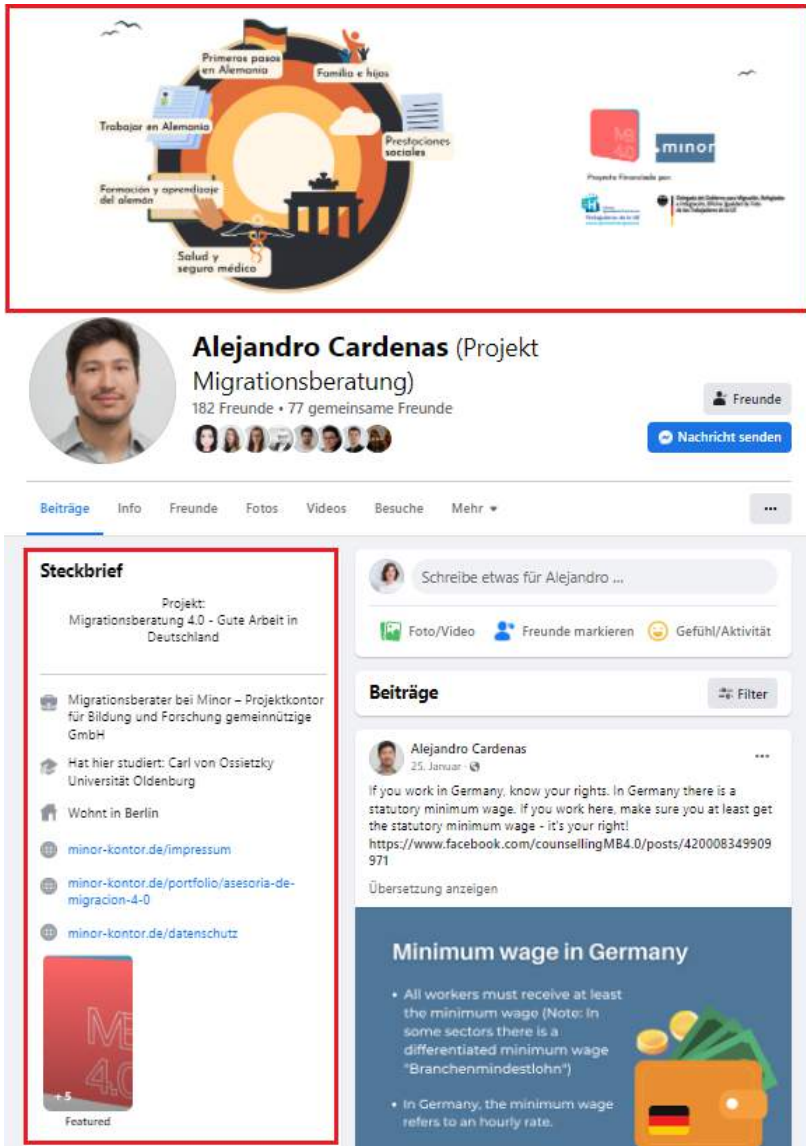 Primeros pasos
en Alemania
Familia e hijos
Trabajar en Alemania
Prestaciones
sociales
Formación y aprendizaje
del alemán
Salud y
seguro médico
MB
4.0
minor
Proyecto financiado por:
Alejandro Cardenas (Projekt
Migrationsberatung)
182 Freunde • 77 gemeinsame Freunde
Freunde
Nachricht senden
Beiträge Info Freunde Fotos Videos Besuche Mehr
Steckbrief
Projekt:
Migrationsberatung 4.0 - Gute Arbeit in
Deutschland
Migrationsberater bei Minor – Projektkontor
für Bildung und Forschung gemeinnützige
GmbH
Hat hier studiert: Carl von Ossietzky
Universität Oldenburg
Wohnt in Berlin
minor-kontor.de/impressum
minor-kontor.de/portfolio/asesoria-de-
migracion-4-0
minor-kontor.de/datenschutz
MB
4.0
+5
Featured
Schreibe etwas für Alejandro ...
Foto/Video Freunde markieren Gefühl/Aktivität
Beiträge
Filter
Alejandro Cardenas
25. Januar ·
If you work in Germany, know your rights. In Germany there is a
statutory minimum wage. If you work here, make sure you at least get
the statutory minimum wage - it's your right!
https://www.facebook.com/counsellingMB4.0/posts/420008349909
971
Übersetzung anzeigen
Minimum wage in Germany
• All workers must receive at least
the minimum wage (Note: In
some sectors there is a
differentiated minimum wage
"Branchenmindestlohn")
• In Germany, the minimum wage
refers to an hourly rate.